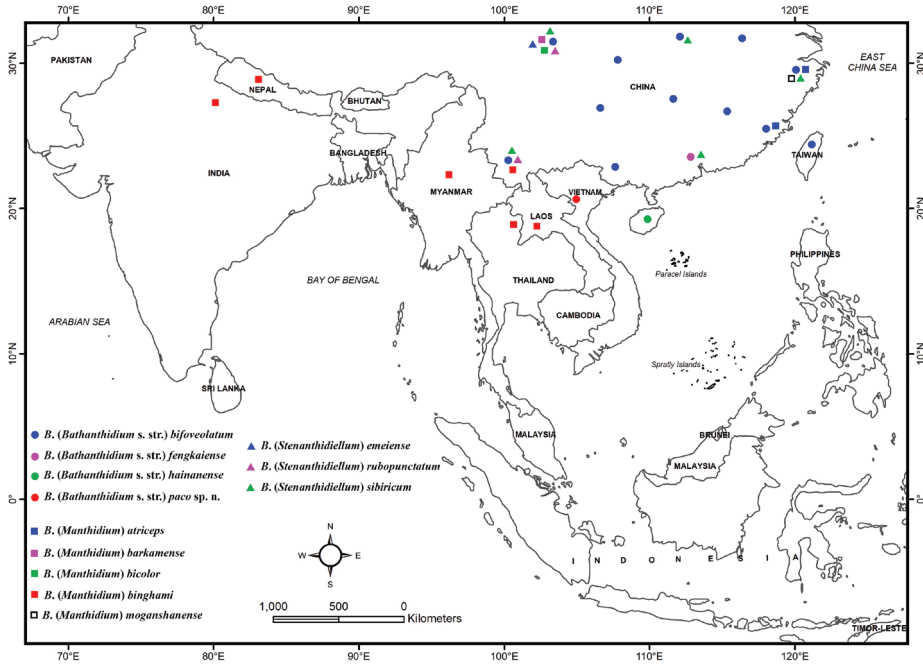 70°E 80°E 90°E 100°E 110°E 120°E
30°N
20°N
10°N
0°N
PAKISTAN
NEPAL
BHUTAN
BANGLADESH
INDIA
MYANMAR
CHINA
EAST
CHINA SEA
TAIWAN
VIETNAM
LAOS
THAILAND
CAMBODIA
PHILIPPINES
Paracel Islands
Spratly Islands
BAY OF BENGAL
ARABIAN SEA
SRI LANKA
MALAYSIA
BRUNEI
MALAYSIA
INDONESIA
TIMOR-LESTE
B. (Bathanthidium s. str.) bifoveolatum
B. (Bathanthidium s. str.) fengkaiense
B. (Bathanthidium s. str.) hainanense
B. (Bathanthidium s. str.) paco sp. n.
B. (Stenanthidiellum) emeiense
B. (Stenanthidiellum) rubopunctatum
B. (Stenanthidiellum) sibiricum
B. (Manthidium) atriceps
B. (Manthidium) barkamense
B. (Manthidium) bicolor
B. (Manthidium) binghami
B. (Manthidium) moganshanense
N
W E
S
1,000 500 0
Kilometers
30°N
20°N
10°N
0°N
70°E 80°E 90°E 100°E 110°E 120°E